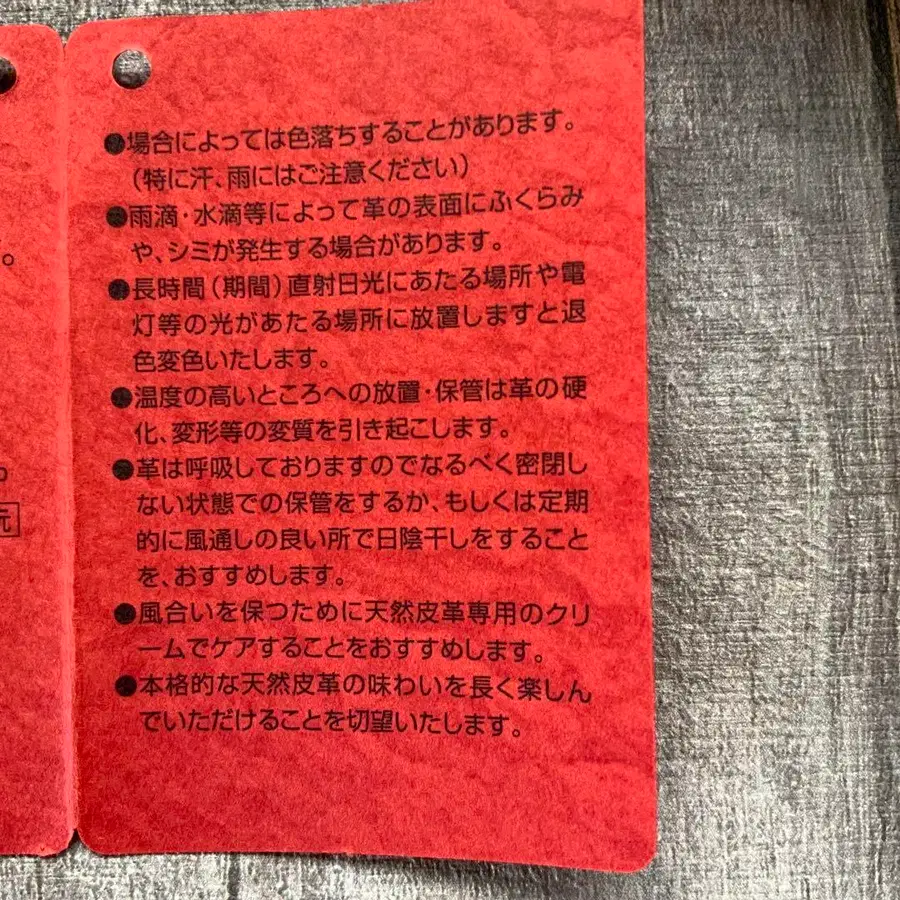 ●場合によっては色落ちすることがあります。
(特に汗、雨にはご注意ください)
●雨滴・水滴等によって革の表面にふくらみ
や、シミが発生する場合があります。
●長時間(期間)直射日光にあたる場所や電
灯等の光があたる場所に放置しますと退
色変色いたします。
●温度の高いところへの放置・保管は革の硬
化、変形等の変質を引き起こします。
●革は呼吸しておりますのでなるべく密閉し
ない状態での保管をするか、もしくは定期
的に風通しの良い所で日陰干しをすること
を、おすすめします。
●風合いを保つために天然皮革専用のクリ
ームでケアすることをおすすめします。
●本格的な天然皮革の味わいを長く楽しん
でいただけることを切望いたします。